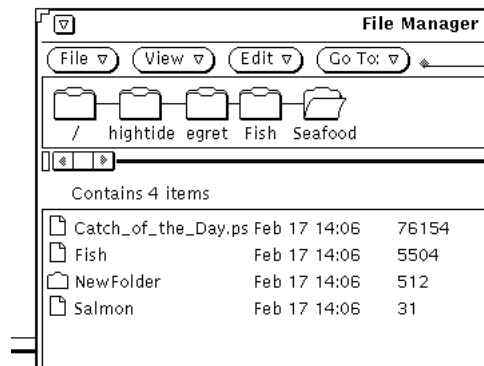 File Manager
File View Edit Go To:
/ hightide egret Fish Seafood
Contains 4 items
Catch_of_the_Day.ps Feb 17 14:06 76154
Fish Feb 17 14:06 5504
NewFolder Feb 17 14:06 512
Salmon Feb 17 14:06 31